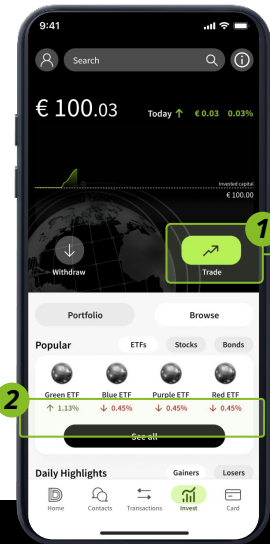 9:41
Search
€ 100.03
Today ↑ € 0.03 0.03%
Invested capital
€ 100.00
1
Withdraw
Trade
Portfolio
Browse
Popular
ETFs
Stocks
Bonds
Green ETF
Blue ETF
Purple ETF
Red ETF
2
↑ 1.13%
↓ 0.45%
↓ 0.45%
↓ 0.45%
See all
Daily Highlights
Gainers
Losers
Home
Contacts
Transactions
Invest
Card